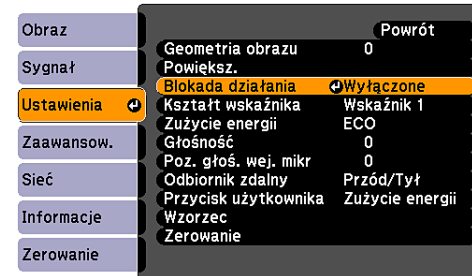 Obraz
Sygnał
Ustawienia
Zaawansow.
Sieć
Informacje
Zerowanie
Powrót
Geometria obrazu 0
Powiększ.
Blokada działania Wyłączone
Kształt wskaźnika Wskaźnik 1
Zużycie energii ECO
Głośność 0
Poz. głoś. wej. mikr 0
Odbiornik zdalny Przód/Tył
Przycisk użytkownika Zużycie energii
Wzorzec
Zerowanie